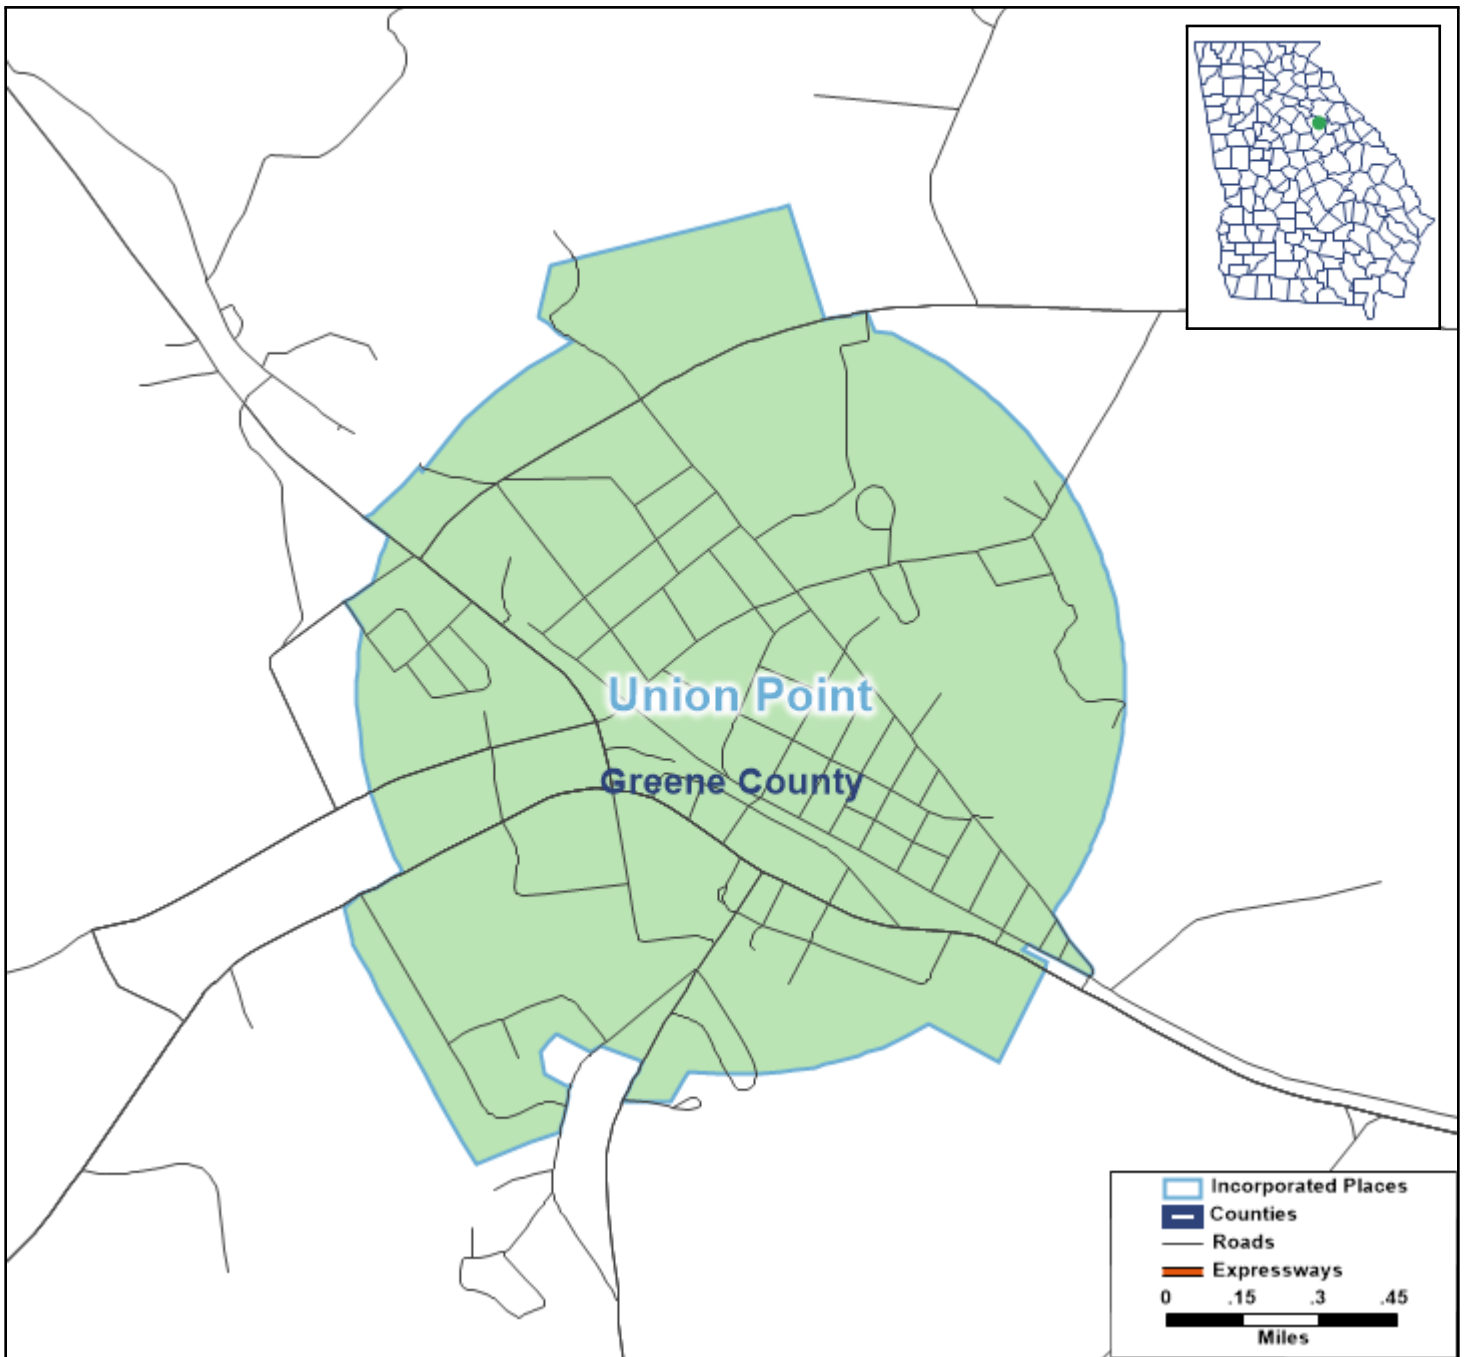 Union Point
Greene County
Incorporated Places
Counties
Roads
Expressways
0 .15 .3 .45
Miles